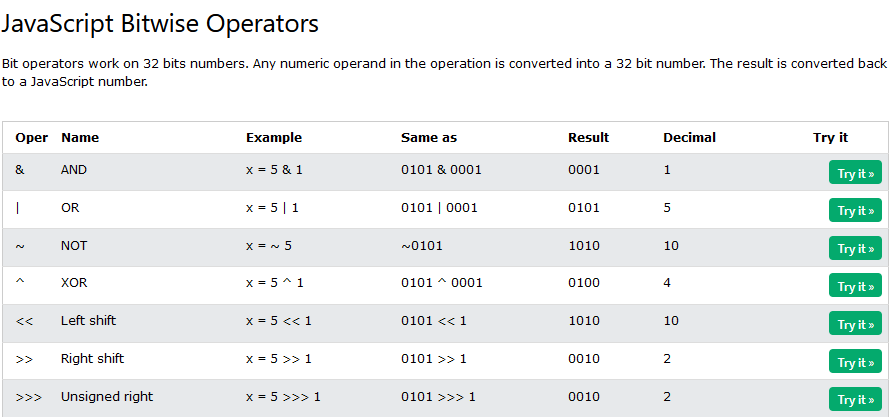 JavaScript Bitwise Operators
Bit operators work on 32 bits numbers. Any numeric operand in the operation is converted into a 32 bit number. The result is converted back
to a JavaScript number.
Oper Name Example Same as Result Decimal Try it
& AND x = 5 & 1 0101 & 0001 0001 1 Try it »
| OR x = 5 | 1 0101 | 0001 0101 5 Try it »
~ NOT x = ~ 5 ~0101 1010 10 Try it »
^ XOR x = 5 ^ 1 0101 ^ 0001 0100 4 Try it »
<< Left shift x = 5 << 1 0101 << 1 1010 10 Try it »
>> Right shift x = 5 >> 1 0101 >> 1 0010 2 Try it »
>>> Unsigned right x = 5 >>> 1 0101 >>> 1 0010 2 Try it »